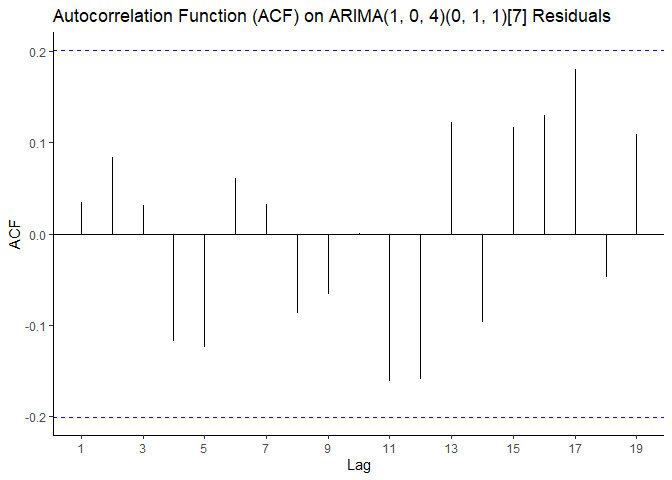 Autocorrelation Function (ACF) on ARIMA(1, 0, 4)(0, 1, 1)[7] Residuals
0.2
0.1
0.0
-0.1
-0.2
ACF
1 3 5 7 9 11 13 15 17 19
Lag